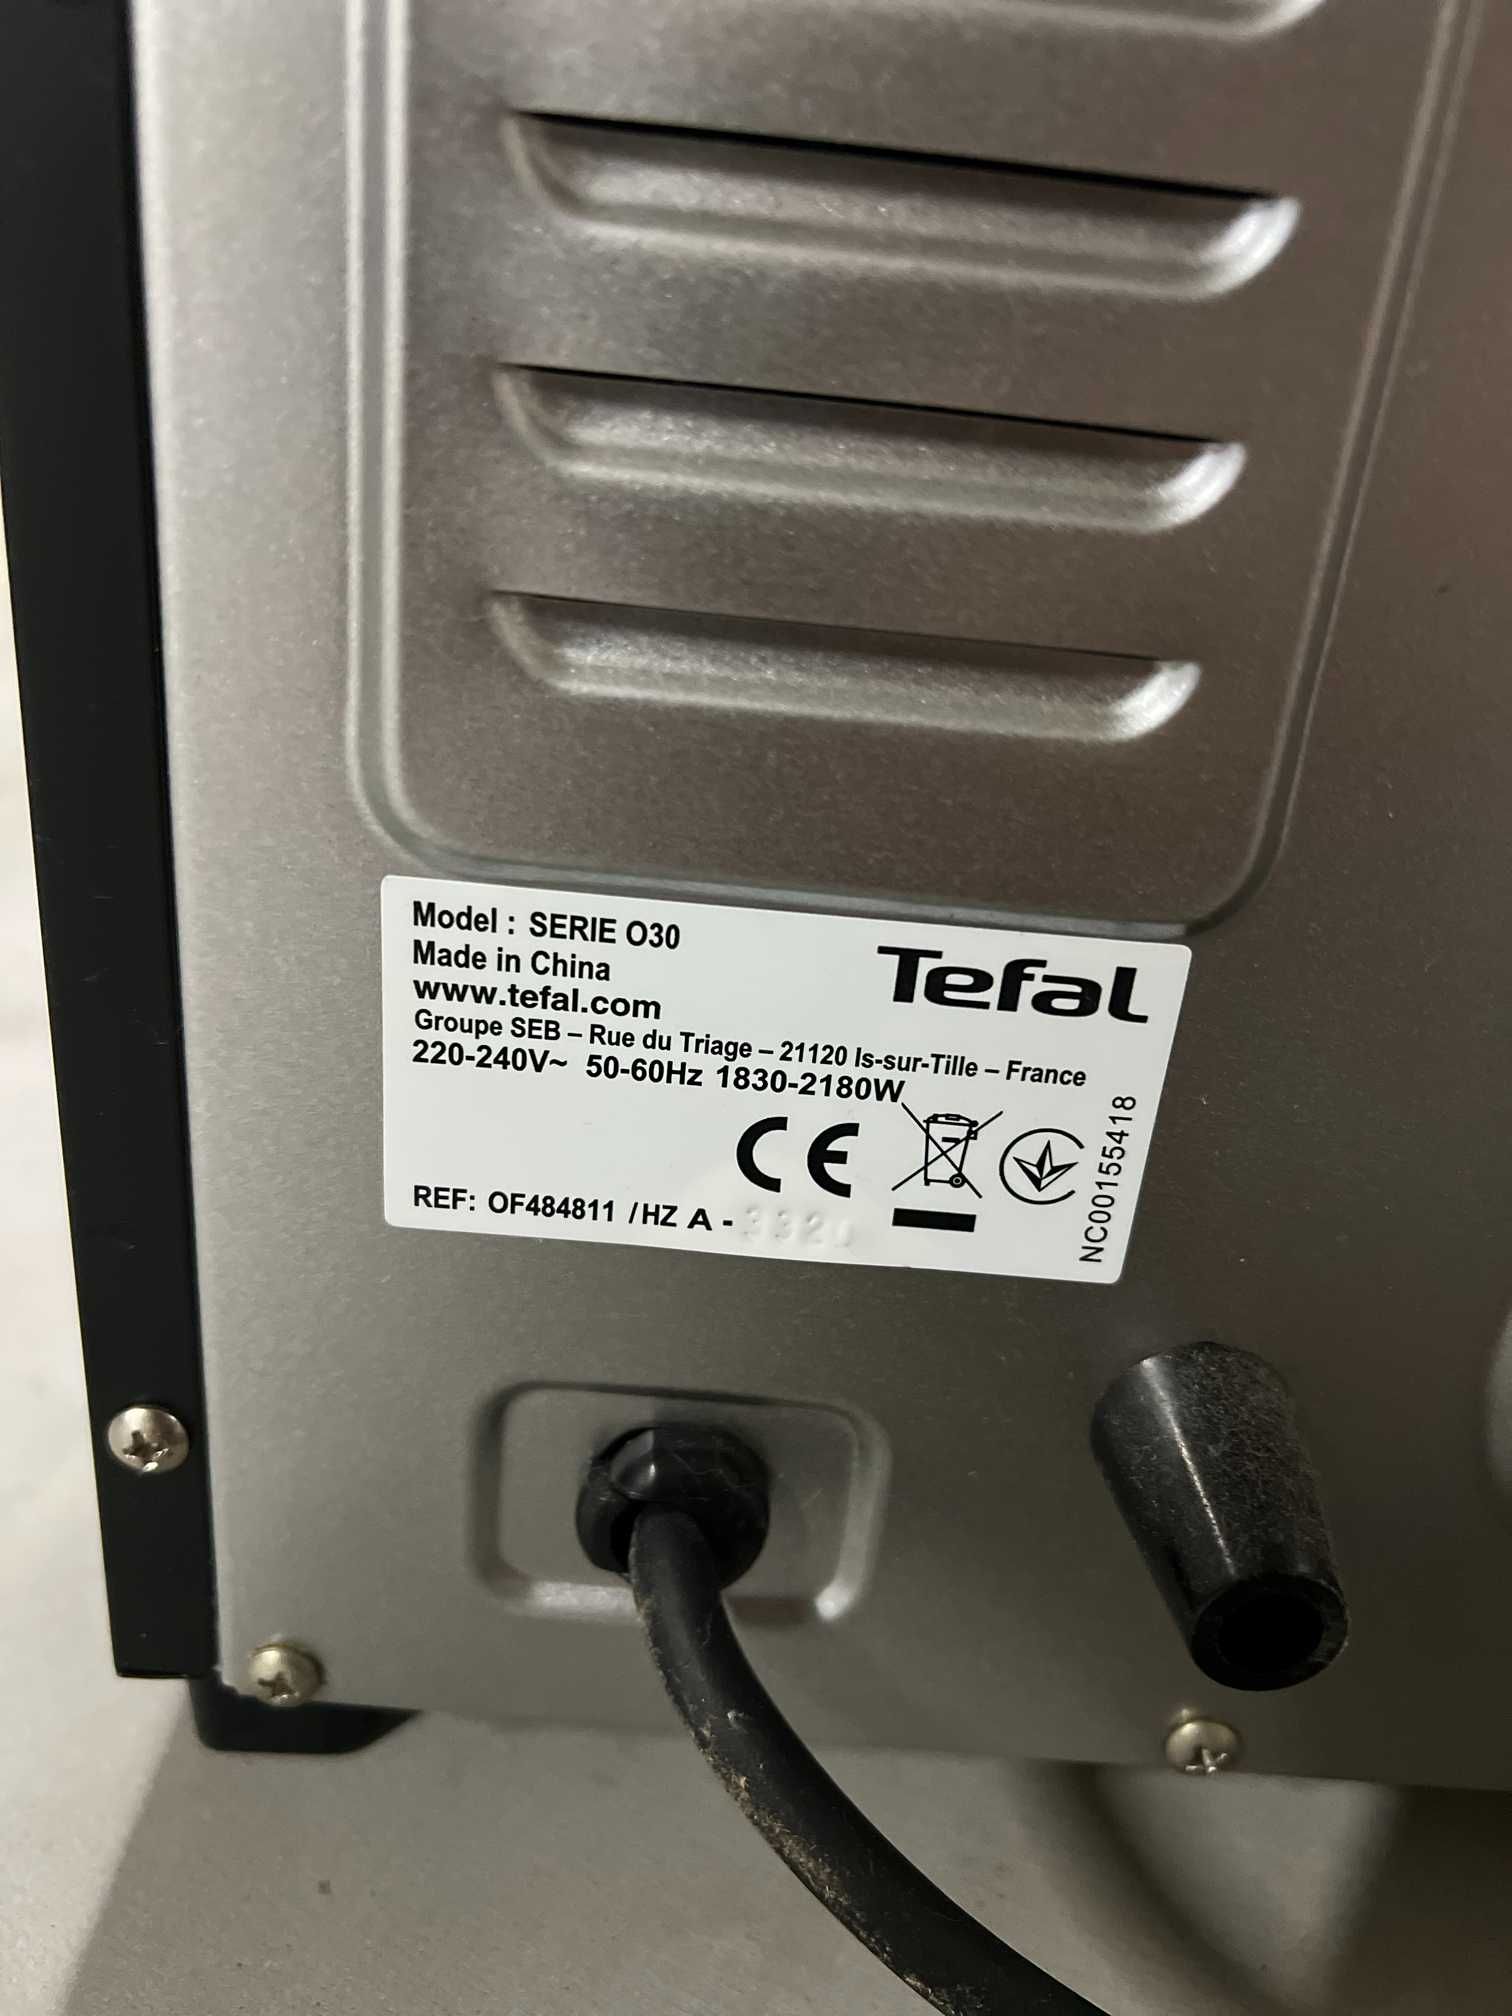 Model : SERIE O30
Made in China
www.tefal.com
Tefal
Groupe SEB – Rue du Triage – 21120 Is-sur-Tille – France
220-240V~ 50-60Hz 1830-2180W
CE
NC00155418
REF: OF484811 /HZ A -